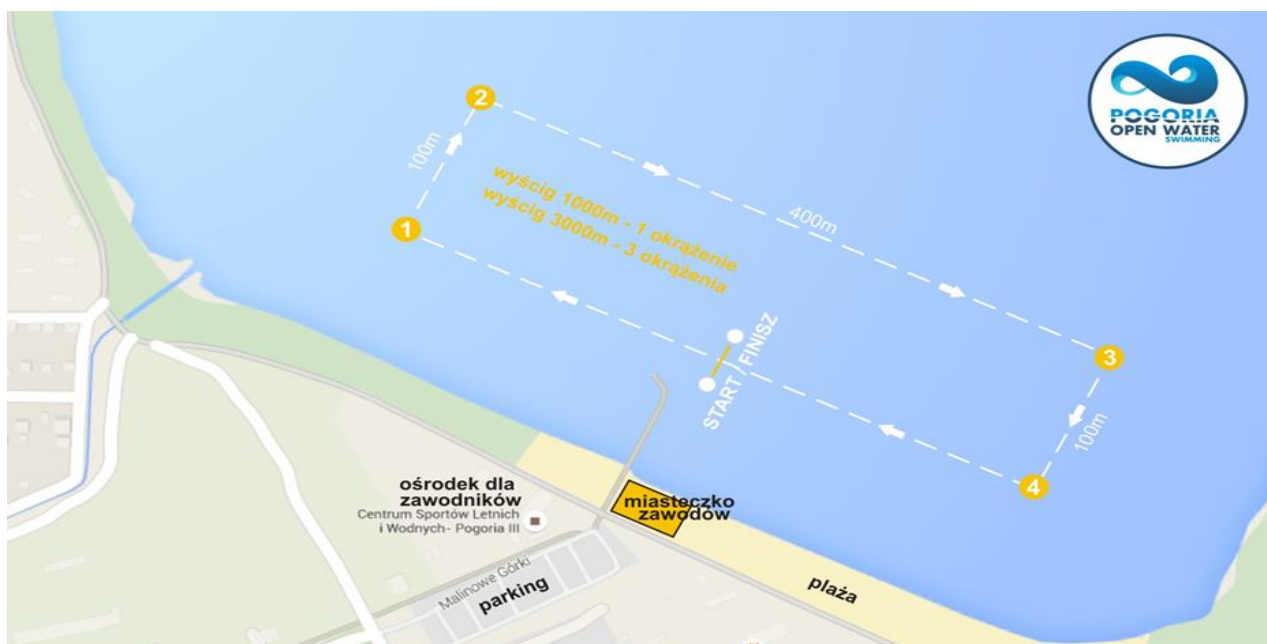 POGORIA
OPEN WATER
SWIMMING
2
100m
1
wyścig 1000m - 1 okrążenie
wyścig 3000m - 3 okrążenia
400m
START / FINISZ
3
100m
4
ośrodek dla
zawodników
Centrum Sportów Letnich
i Wodnych- Pogoria III
miasteczko
zawodów
Malinowe Górki
parking
plaża